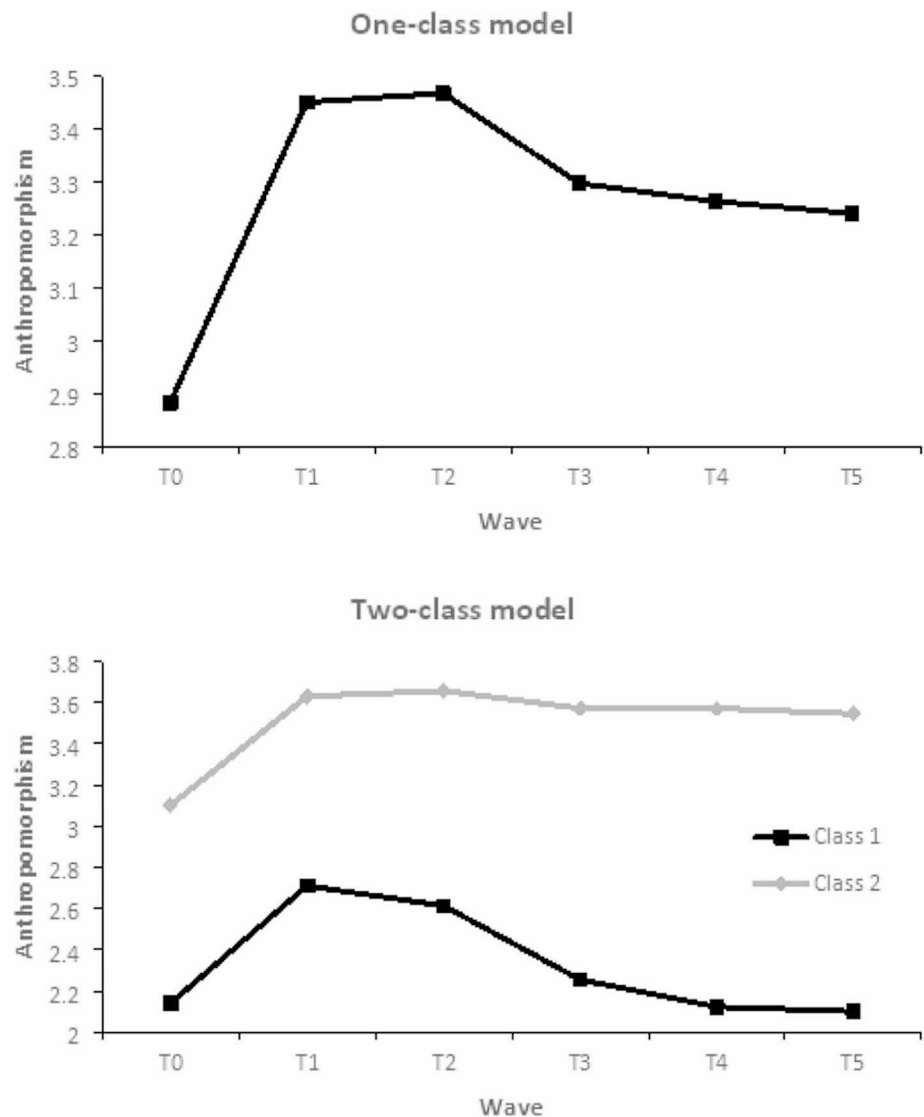 One-class model
Anthropomorphism
3.5
3.4
3.3
3.2
3.1
3
2.9
2.8
T0 T1 T2 T3 T4 T5
Wave
Two-class model
Anthropomorphism
3.8
3.6
3.4
3.2
3
2.8
2.6
2.4
2.2
2
Class 1
Class 2
T0 T1 T2 T3 T4 T5
Wave